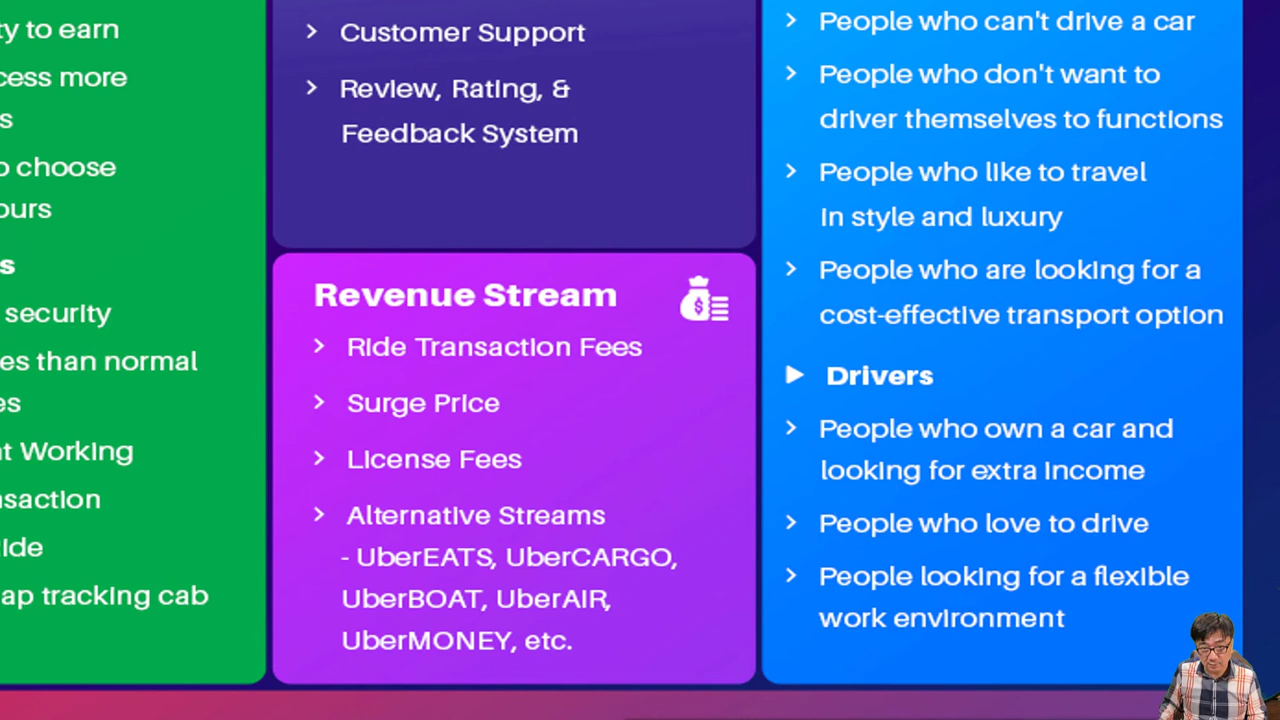 ty to earn
cess more
s
o choose
ours
s
security
es than normal
es
t Working
nsaction
ide
ap tracking cab
Customer Support
Review, Rating, &
Feedback System
Revenue Stream
$
Ride Transaction Fees
Surge Price
License Fees
Alternative Streams
- UberEATS, UberCARGO,
UberBOAT, UberAIR,
UberMONEY, etc.
People who can't drive a car
People who don't want to
driver themselves to functions
People who like to travel
In style and luxury
People who are looking for a
cost-effective transport option
Drivers
People who own a car and
looking for extra income
People who love to drive
People looking for a flexible
work environment